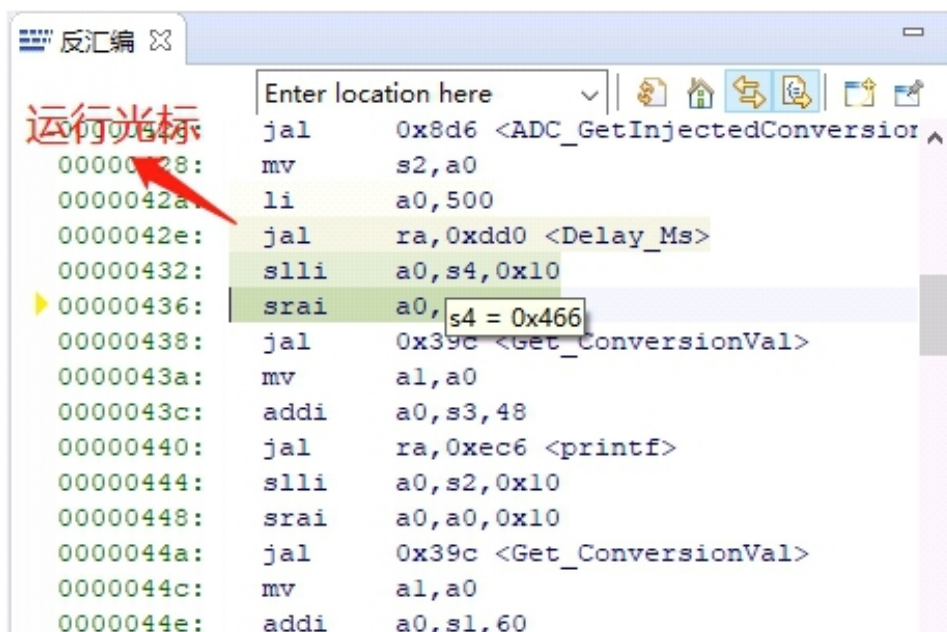 反汇编
Enter location here
运行光标
jal 0x8d6 <ADC_GetInjectedConversion
00000428: mv s2,a0
0000042a: li a0,500
0000042e: jal ra,0xdd0 <Delay_Ms>
00000432: slli a0,s4,0x10
00000436: srai a0,
s4 = 0x466
00000438: jal 0x39c <Get_ConversionVal>
0000043a: mv a1,a0
0000043c: addi a0,s3,48
00000440: jal ra,0xec6 <printf>
00000444: slli a0,s2,0x10
00000448: srai a0,a0,0x10
0000044a: jal 0x39c <Get_ConversionVal>
0000044c: mv a1,a0
0000044e: addi a0,s1,60